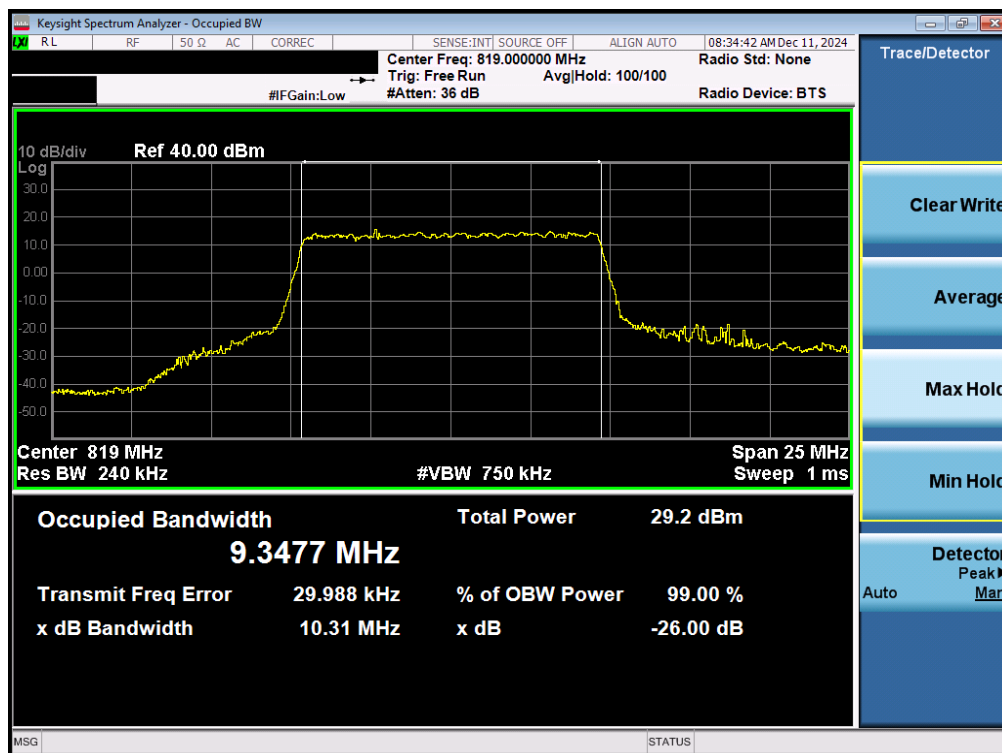 Keysight Spectrum Analyzer - Occupied BW
LXI RL RF 50 Ω AC CORREC SENSE:INT SOURCE OFF ALIGN AUTO 08:34:42 AM Dec 11, 2024
Center Freq: 819.000000 MHz Radio Std: None
Trig: Free Run Avg|Hold: 100/100
#IFGain:Low #Atten: 36 dB Radio Device: BTS
Trace/Detector
10 dB/div Ref 40.00 dBm
Log
30.0
20.0
10.0
0.00
-10.0
-20.0
-30.0
-40.0
-50.0
Center 819 MHz Span 25 MHz
Res BW 240 kHz #VBW 750 kHz Sweep 1 ms
Occupied Bandwidth Total Power 29.2 dBm
9.3477 MHz
Transmit Freq Error 29.988 kHz % of OBW Power 99.00 %
x dB Bandwidth 10.31 MHz x dB -26.00 dB
Clear Write
Average
Max Hold
Min Hold
Detector
Peak▶
Auto Man
MSG STATUS